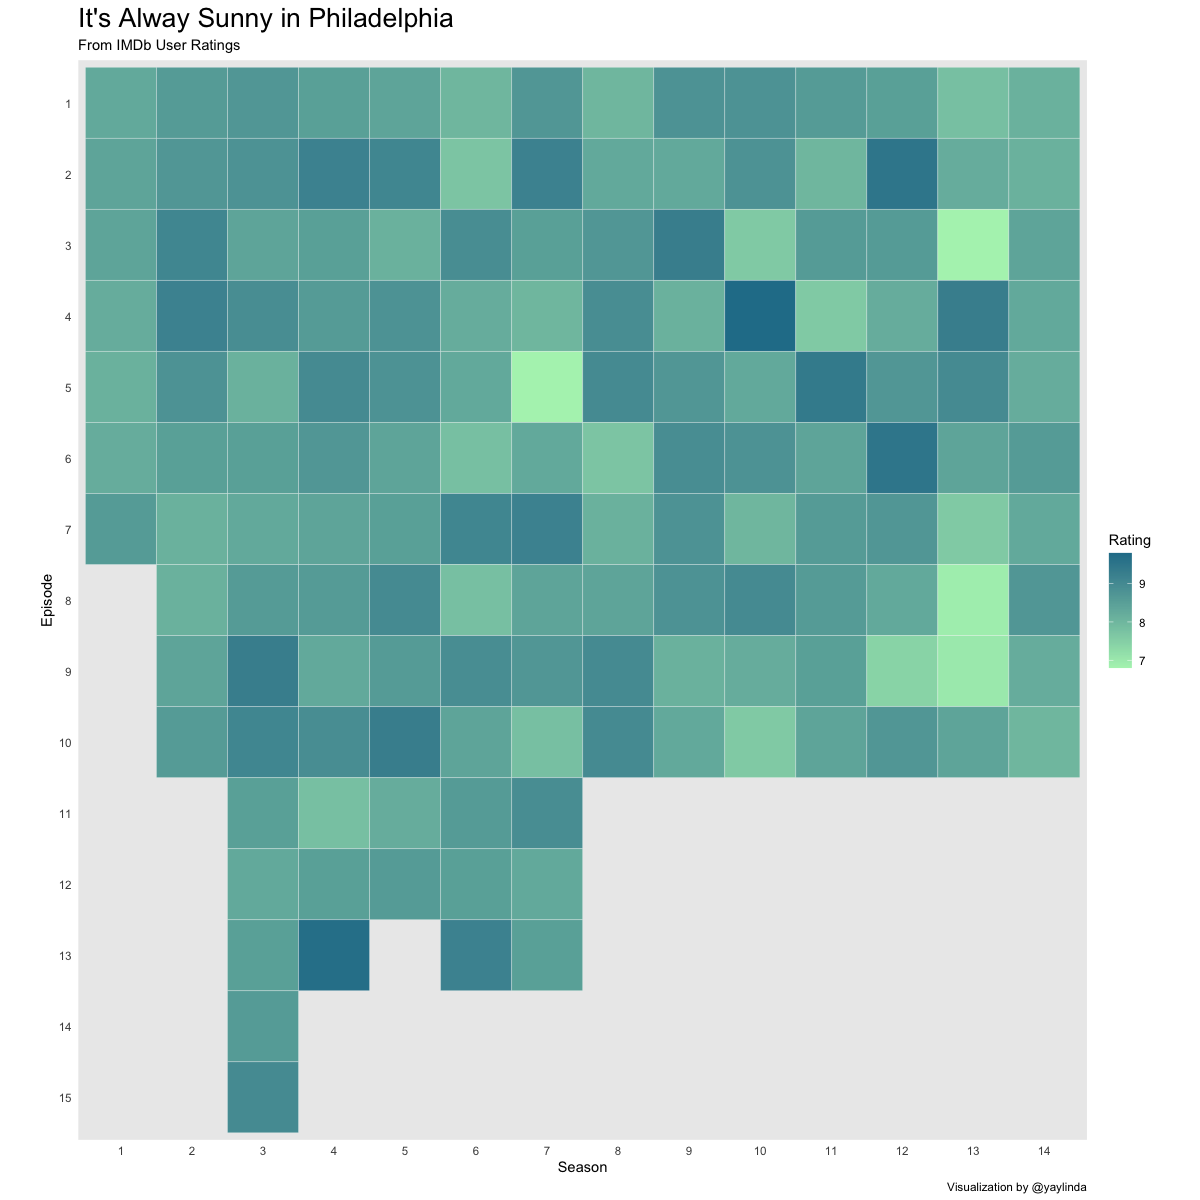 It's Alway Sunny in Philadelphia
From IMDb User Ratings
1
2
3
4
5
6
7
8
9
10
11
12
13
14
15
Episode
1 2 3 4 5 6 7 8 9 10 11 12 13 14
Season
Rating
9
8
7
Visualization by @yaylinda